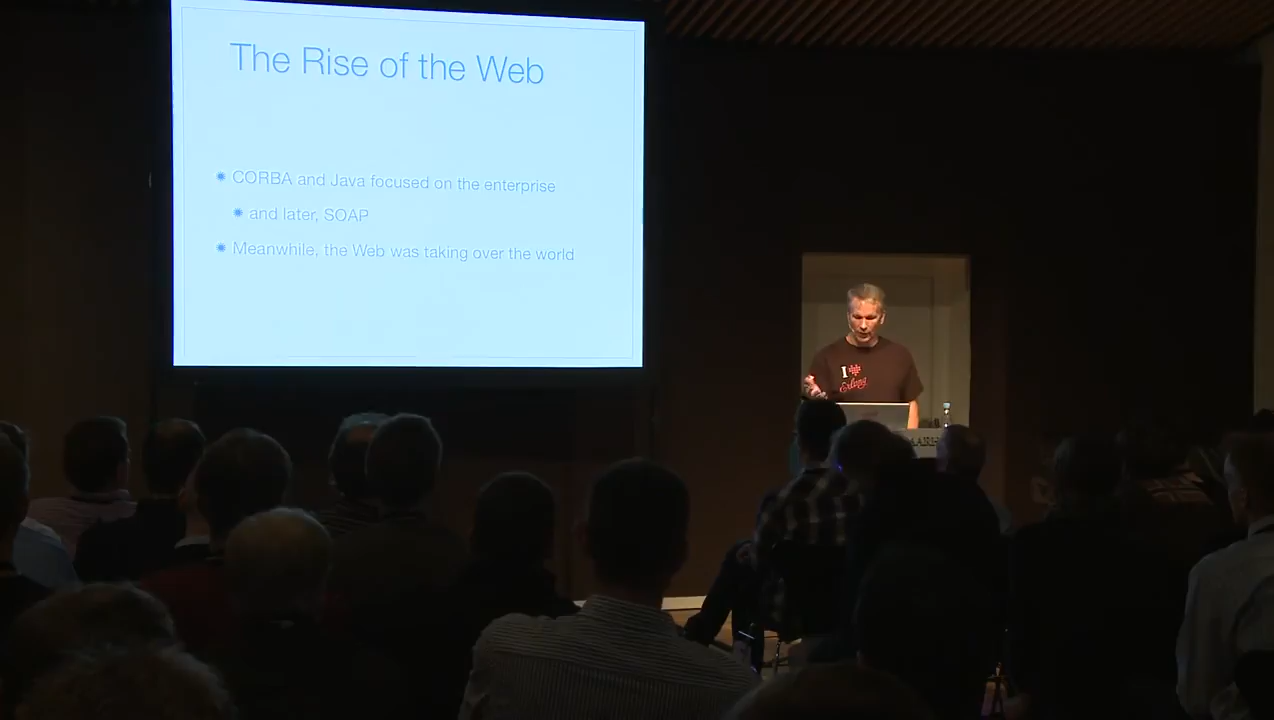 The Rise of the Web
CORBA and Java focused on the enterprise
and later, SOAP
Meanwhile, the Web was taking over the world
I
Erlang